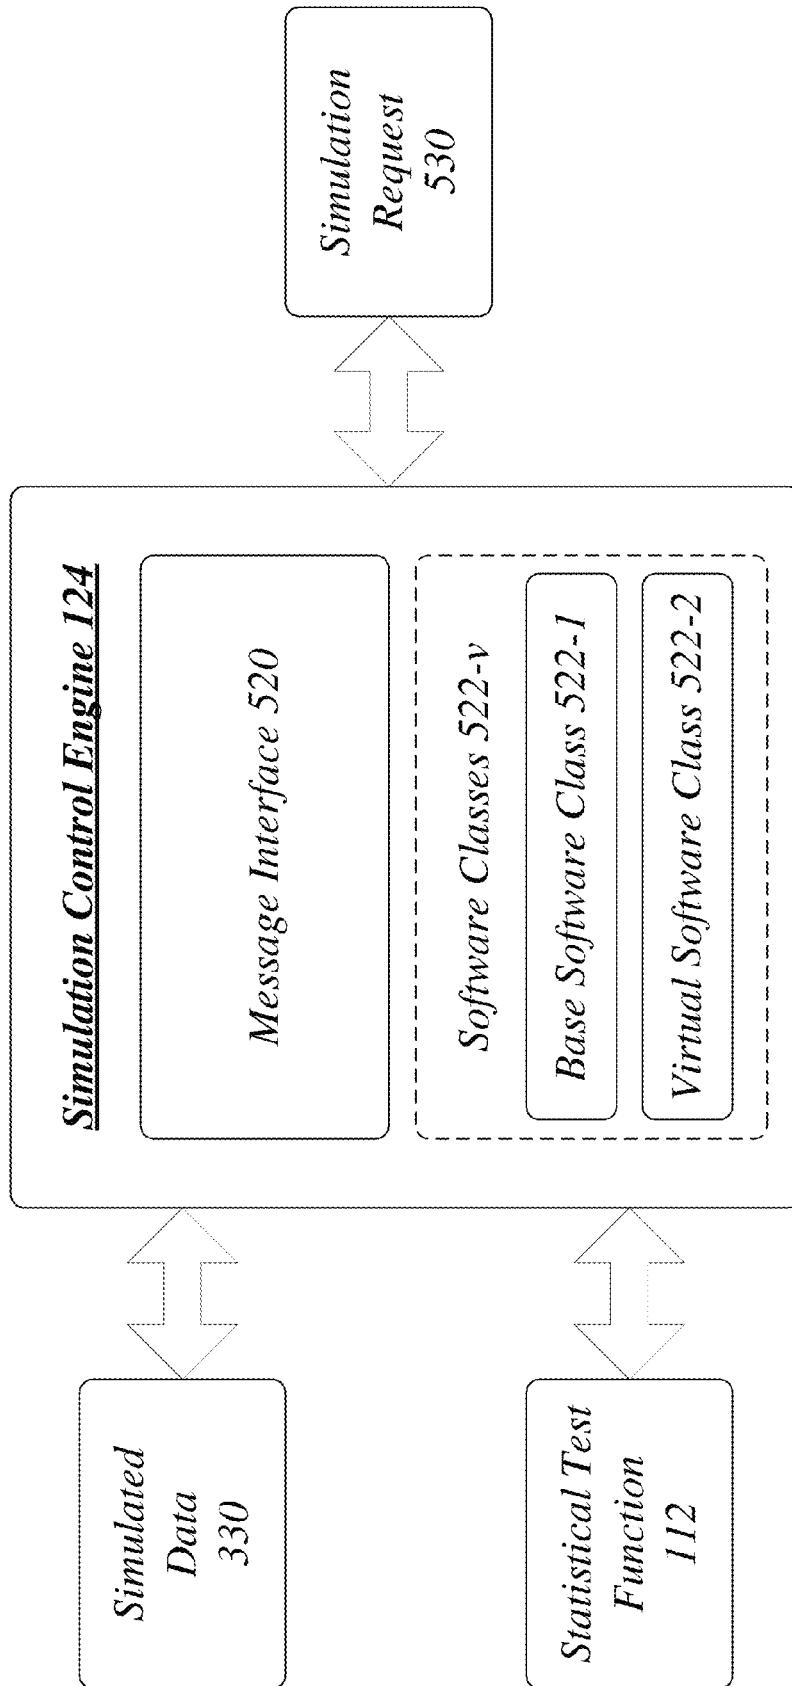 Simulated
Data
330
Statistical Test
Function
112
Simulation Control Engine 124
Message Interface 520
Software Classes 522-v
Base Software Class 522-1
Virtual Software Class 522-2
Simulation
Request
530